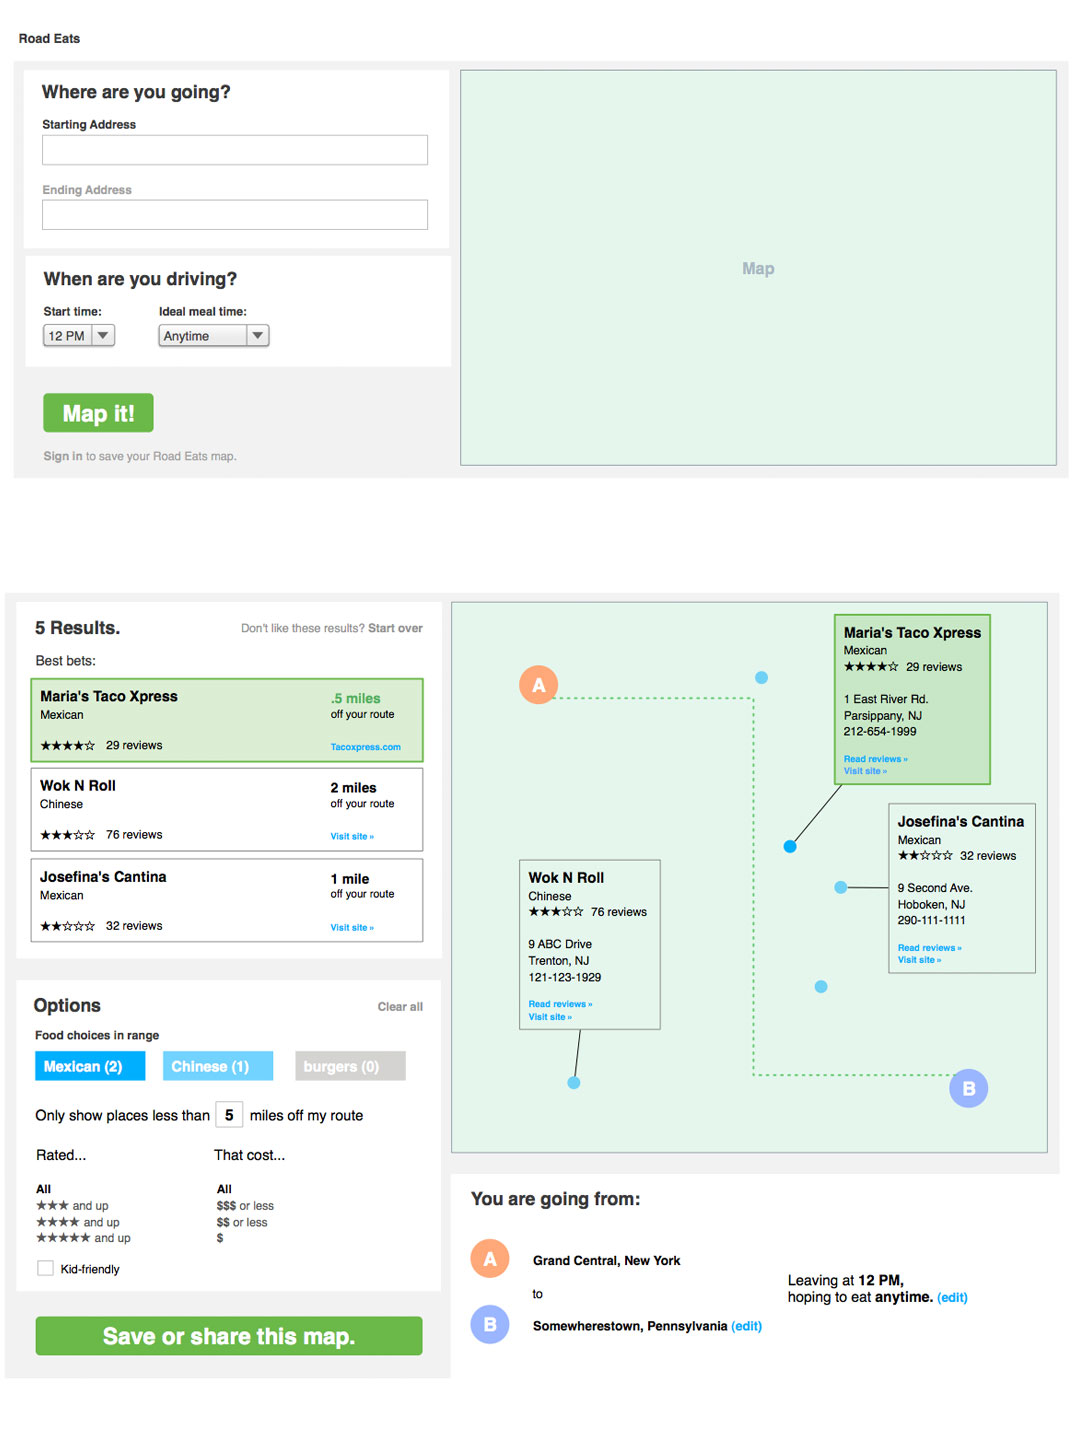 Road Eats
Where are you going?
Starting Address
Ending Address
When are you driving?
Start time: Ideal meal time:
12 PM Anytime
Map it!
Sign in to save your Road Eats map.
Map
5 Results. Don't like these results? Start over
Best bets:
Maria's Taco Xpress .5 miles
Mexican off your route
★★★★☆ 29 reviews Tacoxpress.com
Wok N Roll 2 miles
Chinese off your route
★★★☆☆ 76 reviews Visit site »
Josefina's Cantina 1 mile
Mexican off your route
★★☆☆☆ 32 reviews Visit site »
Options Clear all
Food choices in range
Mexican (2) Chinese (1) burgers (0)
Only show places less than 5 miles off my route
Rated... That cost...
All All
★★★ and up $$$ or less
★★★★ and up $$ or less
★★★★★ and up $
Kid-friendly
Save or share this map.
A
Maria's Taco Xpress
Mexican
★★★★☆ 29 reviews
1 East River Rd.
Parsippany, NJ
212-654-1999
Read reviews »
Visit site »
Josefina's Cantina
Mexican
★★☆☆☆ 32 reviews
9 Second Ave.
Hoboken, NJ
290-111-1111
Read reviews »
Visit site »
Wok N Roll
Chinese
★★★☆☆ 76 reviews
9 ABC Drive
Trenton, NJ
121-123-1929
Read reviews »
Visit site »
B
You are going from:
A Grand Central, New York
to
B Somewherestown, Pennsylvania (edit)
Leaving at 12 PM,
hoping to eat anytime. (edit)